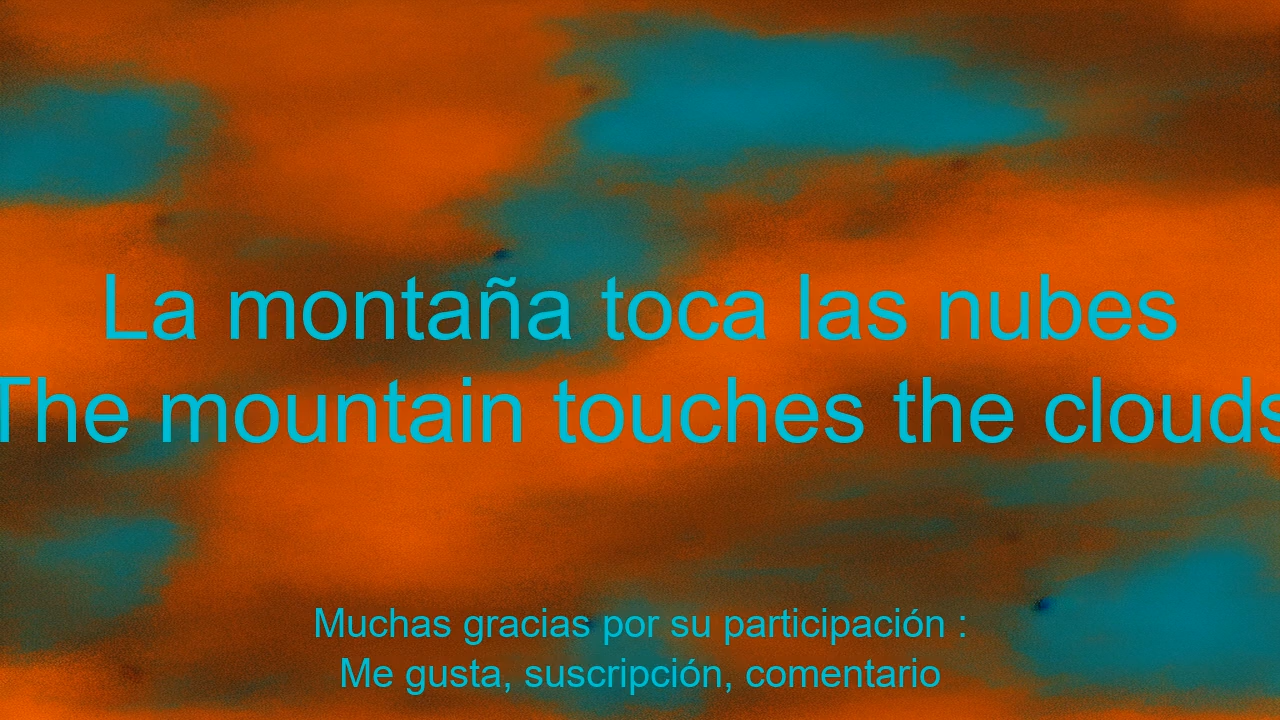 La montaña toca las nubes
The mountain touches the clouds
Muchas gracias por su participación :
Me gusta, suscripción, comentario